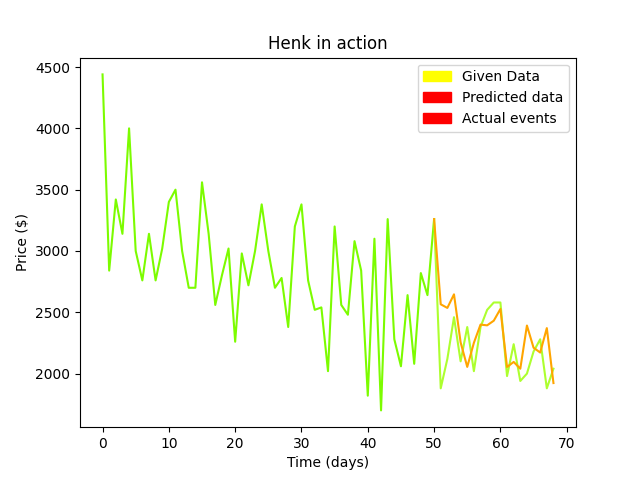 Henk in action
Given Data
Predicted data
Actual events
4500
4000
3500
3000
2500
2000
Price ($)
0 10 20 30 40 50 60 70
Time (days)